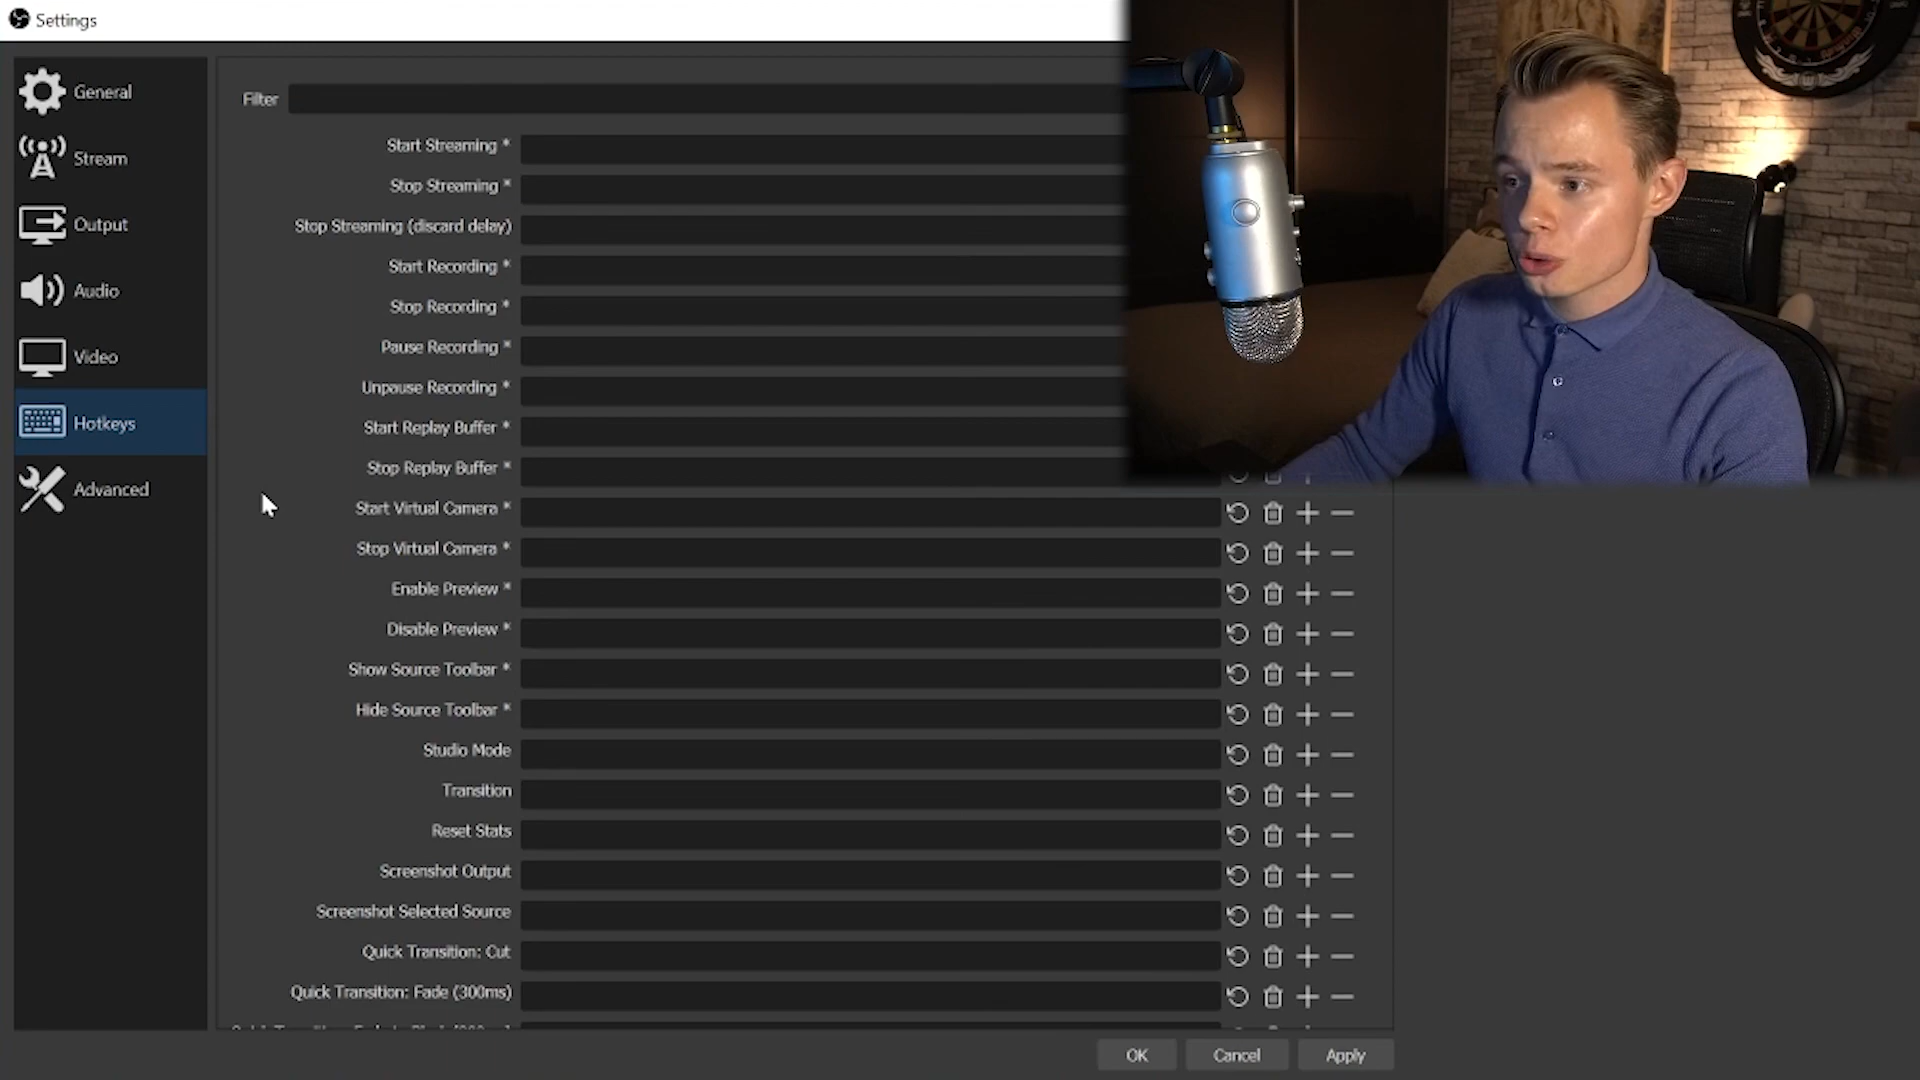 Settings
General
Stream
Output
Audio
Video
Hotkeys
Advanced
Filter
Start Streaming *
Stop Streaming *
Stop Streaming (discard delay)
Start Recording *
Stop Recording *
Pause Recording *
Unpause Recording *
Start Replay Buffer *
Stop Replay Buffer *
Start Virtual Camera *
Stop Virtual Camera *
Enable Preview *
Disable Preview *
Show Source Toolbar *
Hide Source Toolbar *
Studio Mode
Transition
Reset Stats
Screenshot Output
Screenshot Selected Source
Quick Transition: Cut
Quick Transition: Fade (300ms)
OK
Cancel
Apply